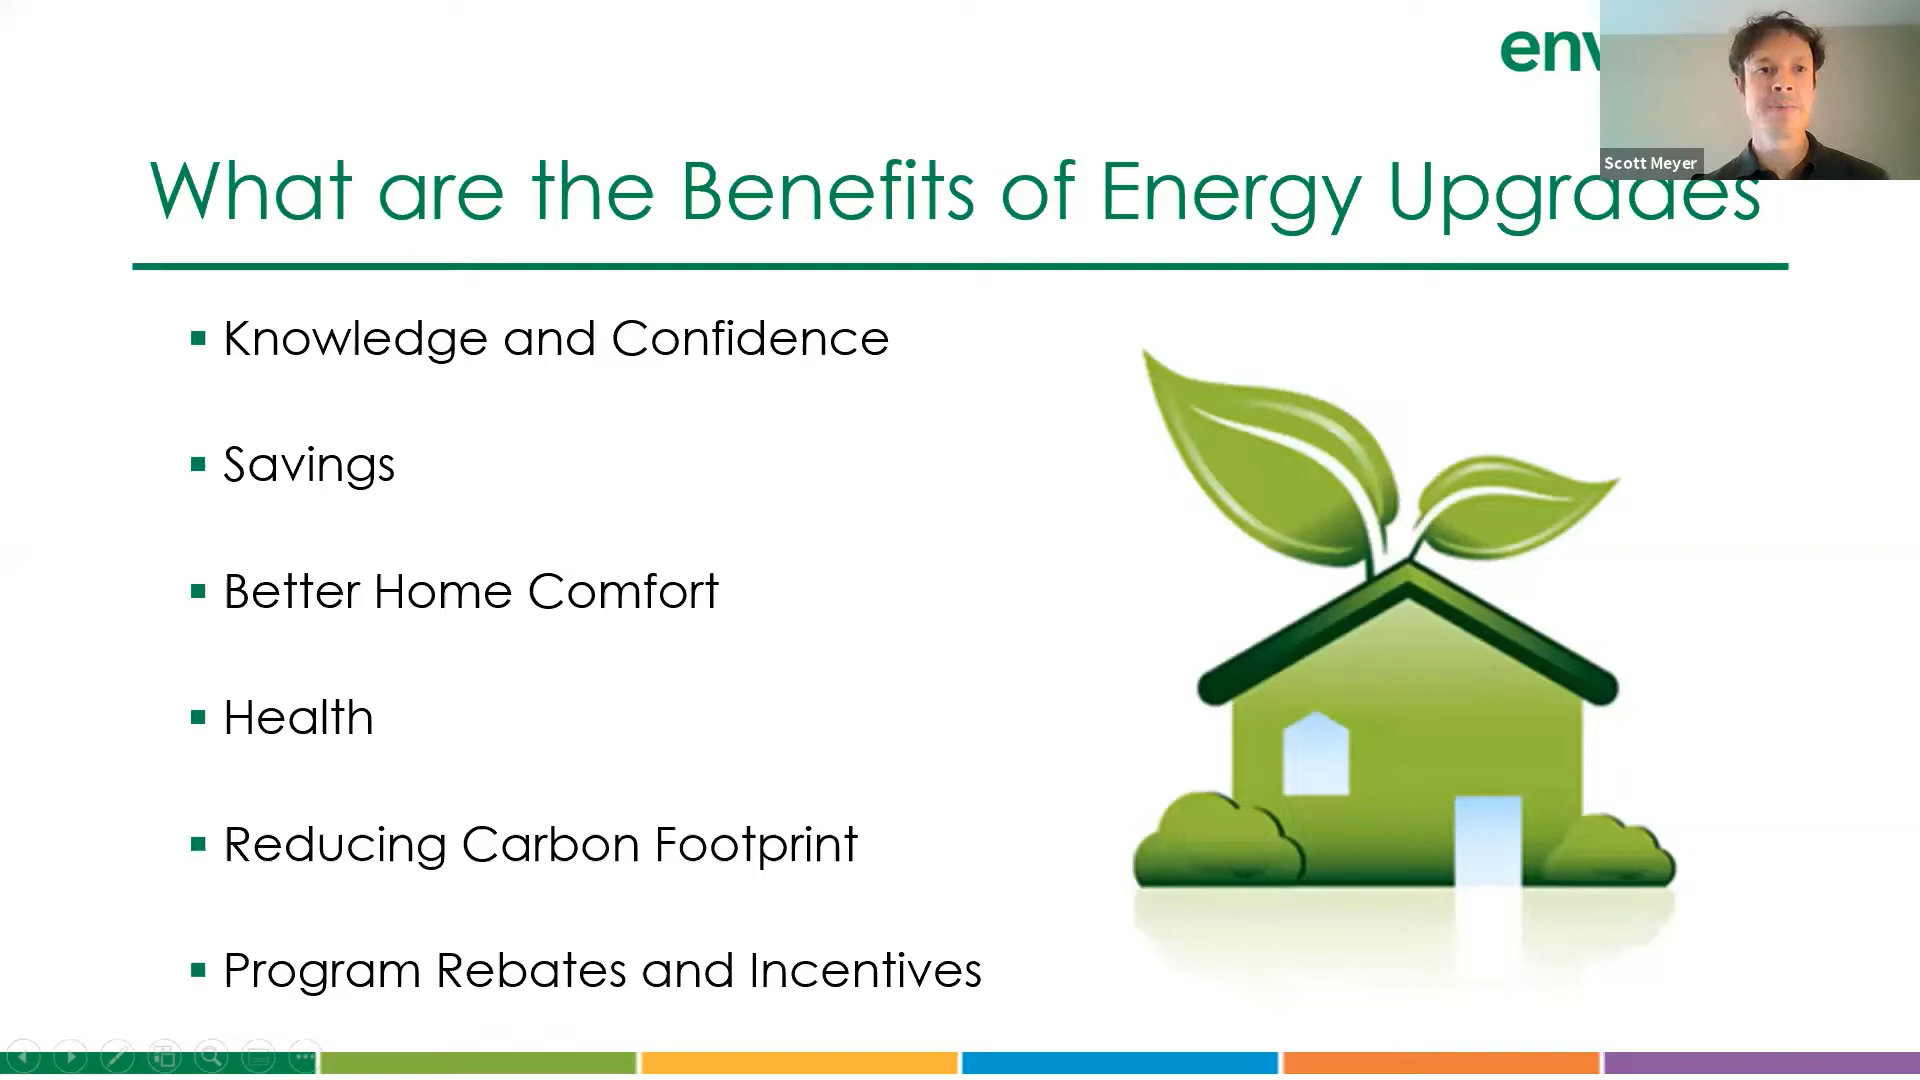 env
Scott Meyer
What are the Benefits of Energy Upgrades
Knowledge and Confidence
Savings
Better Home Comfort
Health
Reducing Carbon Footprint
Program Rebates and Incentives